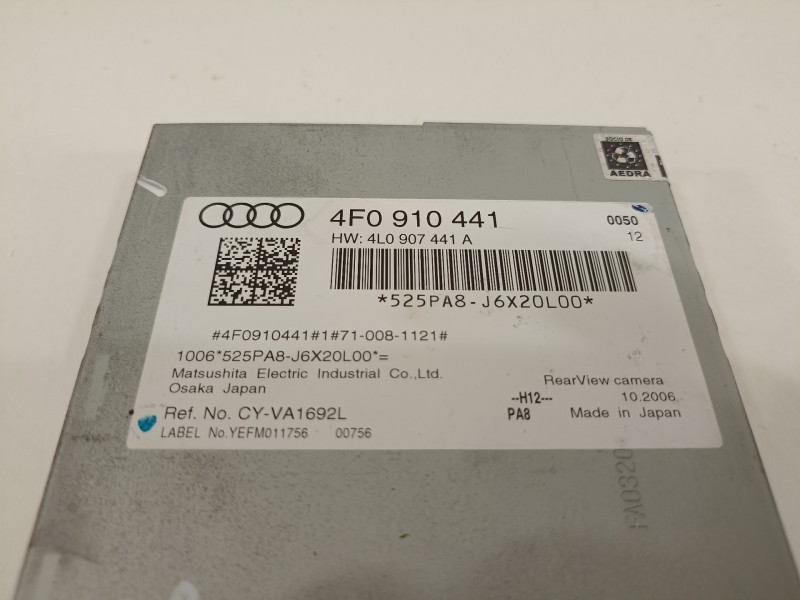 SOCIO DE
AEDRA
4F0 910 441
0050
HW: 4L0 907 441 A
12
*525PA8-J6X20L00*
#4F0910441#1#71-008-1121#
1006*525PA8-J6X20L00*=
Matsushita Electric Industrial Co.,Ltd.
Osaka Japan
RearView camera
--H12---
10.2006
Ref. No. CY-VA1692L
PA8
Made in Japan
LABEL No.YEFM011756 00756